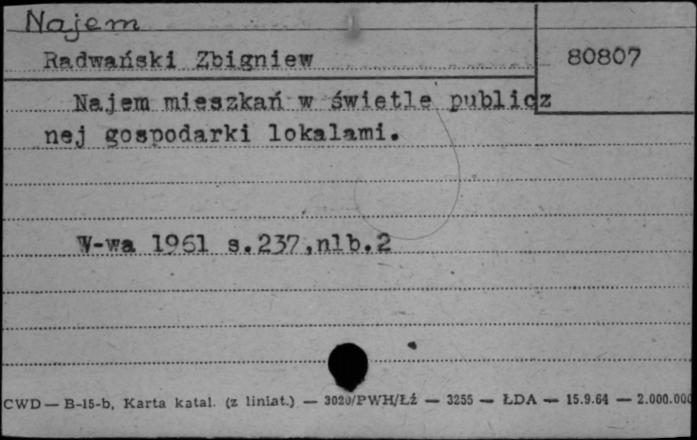 Najem
Radwański Zbigniew
80807
Najem mieszkań w świetle publicz
nej gospodarki lokalami.
W-wa 1961 s.237,nlb.2
CWD — B-15-b, Karta katal. (z liniat.) — 3020/PWH/Łź — 3255 — ŁDA — 15.9.64 — 2.000.000